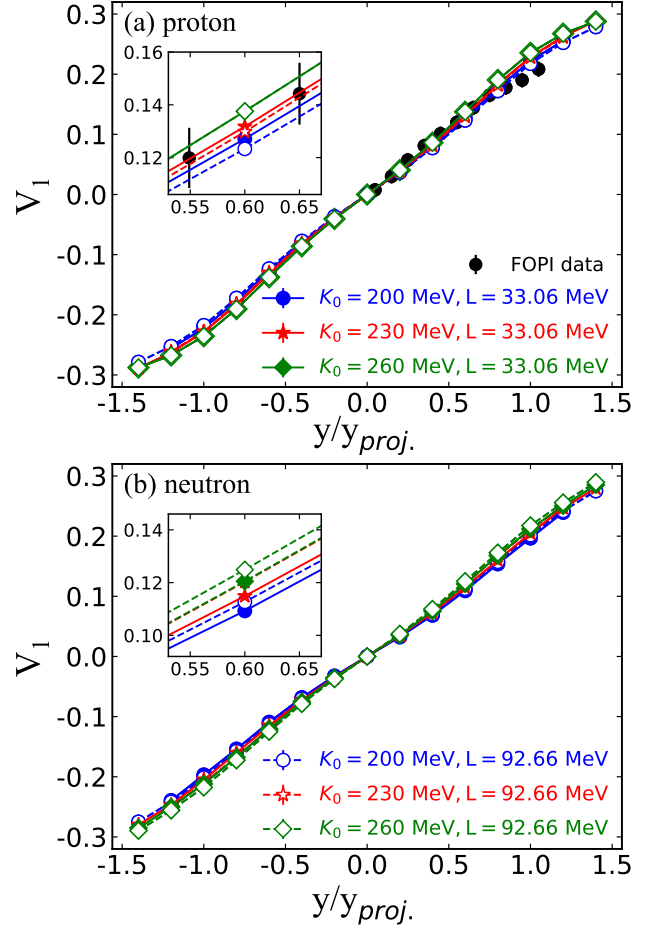 (a) proton
0.3
0.2
0.1
0.0
-0.1
-0.2
-0.3
V1
0.16
0.14
0.12
0.55 0.60 0.65
FOPI data
K0 = 200 MeV, L = 33.06 MeV
K0 = 230 MeV, L = 33.06 MeV
K0 = 260 MeV, L = 33.06 MeV
-1.5 -1.0 -0.5 0.0 0.5 1.0 1.5
y/yproj.
(b) neutron
0.3
0.2
0.1
0.0
-0.1
-0.2
-0.3
V1
0.14
0.12
0.10
0.55 0.60 0.65
K0 = 200 MeV, L = 92.66 MeV
K0 = 230 MeV, L = 92.66 MeV
K0 = 260 MeV, L = 92.66 MeV
-1.5 -1.0 -0.5 0.0 0.5 1.0 1.5
y/yproj.